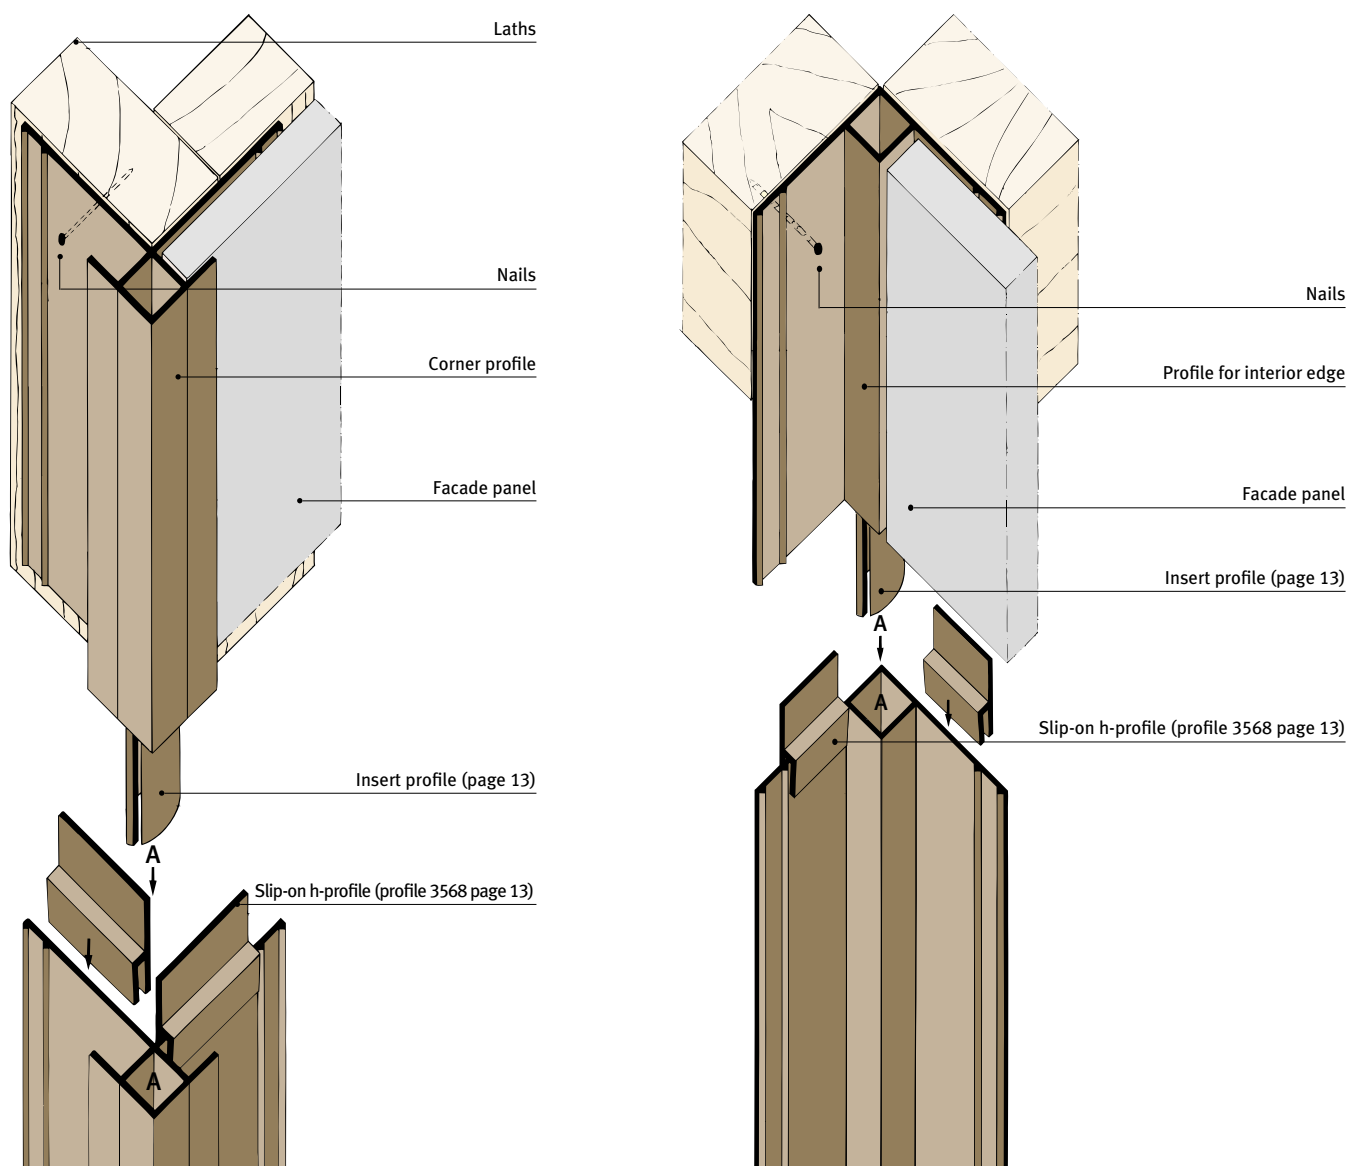 Laths
Nails
Corner profile
Facade panel
Insert profile (page 13)
A
Slip-on h-profile (profile 3568 page 13)
A
Nails
Profile for interior edge
Facade panel
Insert profile (page 13)
A
A
Slip-on h-profile (profile 3568 page 13)